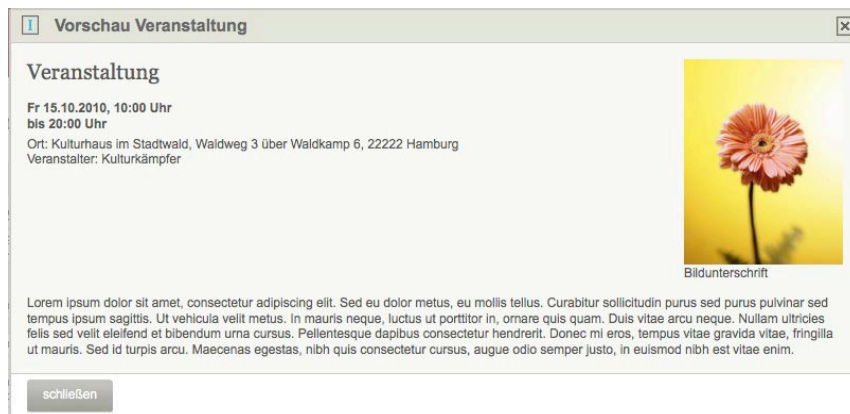 I Vorschau Veranstaltung
Veranstaltung
Fr 15.10.2010, 10:00 Uhr
bis 20:00 Uhr
Ort: Kulturhaus im Stadtwald, Waldweg 3 über Waldkamp 6, 22222 Hamburg
Veranstalter: Kulturkämpfer
Bildunterschrift
Lorem ipsum dolor sit amet, consectetur adipiscing elit. Sed eu dolor metus, eu mollis tellus. Curabitur sollicitudin purus sed purus pulvinar sed
tempus ipsum sagittis. Ut vehicula velit metus. In mauris neque, luctus ut porttitor in, ornare quis quam. Duis vitae arcu neque. Nullam ultricies
felis sed velit eleifend et bibendum urna cursus. Pellentesque dapibus consectetur hendrerit. Donec mi eros, tempus vitae gravida vitae, fringilla
ut mauris. Sed id turpis arcu. Maecenas egestas, nibh quis consectetur cursus, augue odio semper justo, in euismod nibh est vitae enim.
schließen